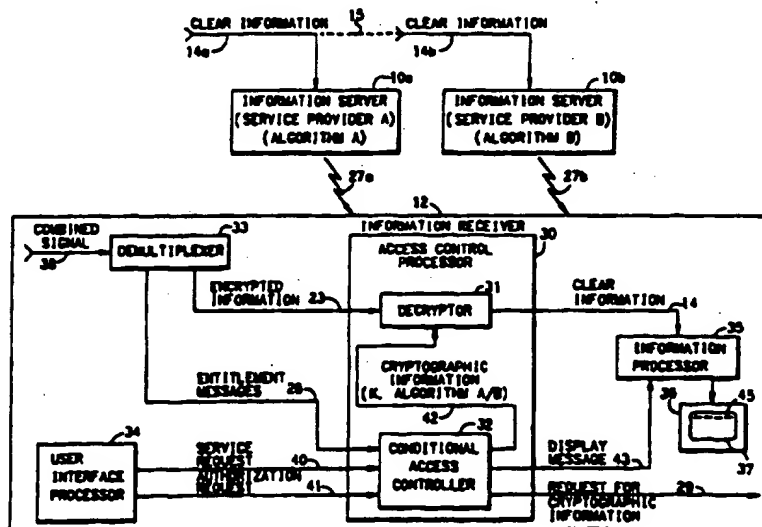 CLEAR INFORMATION
15
CLEAR INFORMATION
14a
14b
10a
10b
INFORMATION SERVER
(SERVICE PROVIDER A)
(ALGORITHM A)
INFORMATION SERVER
(SERVICE PROVIDER B)
(ALGORITHM B)
27a
27b
12
INFORMATION RECEIVER
COMBINED
SIGNAL
33
DEMULTIPLEXER
30
ACCESS CONTROL
PROCESSOR
ENCRYPTED
INFORMATION
23
31
DECRYPTOR
CLEAR
INFORMATION
14
35
INFORMATION
PROCESSOR
ENTITLEMENT
MESSAGES
28
CRYPTOGRAPHIC
INFORMATION
(K, ALGORITHM A/B)
42
36
45
37
34
USER
INTERFACE
PROCESSOR
SERVICE
REQUEST
40
AUTHORIZATION
REQUEST
41
32
CONDITIONAL
ACCESS
CONTROLLER
DISPLAY
MESSAGE
43
REQUEST FOR
CRYPTOGRAPHIC
INFORMATION
29